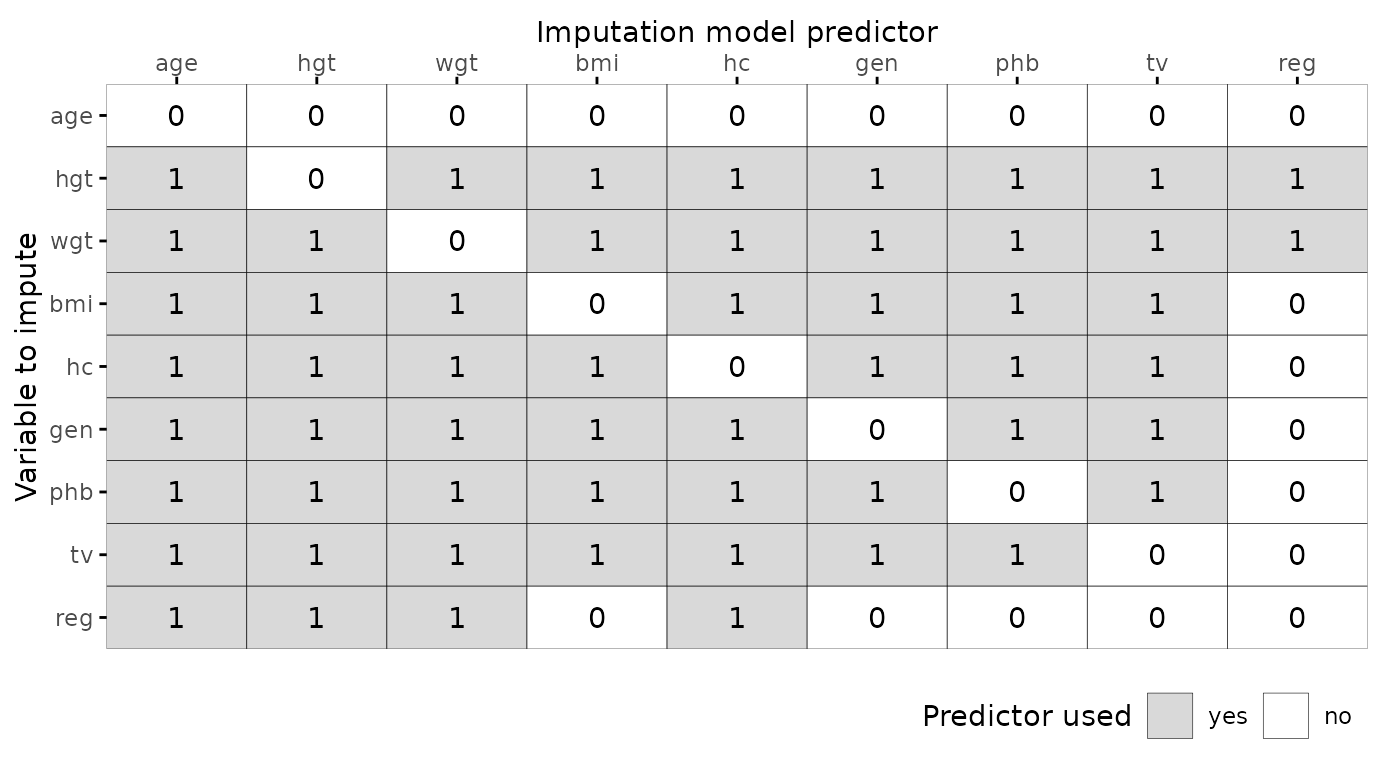 Imputation model predictor
age hgt wgt bmi hc gen phb tv reg
Variable to impute
age 0 0 0 0 0 0 0 0 0
hgt 1 0 1 1 1 1 1 1 1
wgt 1 1 0 1 1 1 1 1 1
bmi 1 1 1 0 1 1 1 1 0
hc 1 1 1 1 0 1 1 1 0
gen 1 1 1 1 1 0 1 1 0
phb 1 1 1 1 1 1 0 1 0
tv 1 1 1 1 1 1 1 0 0
reg 1 1 1 0 1 0 0 0 0
Predictor used yes no